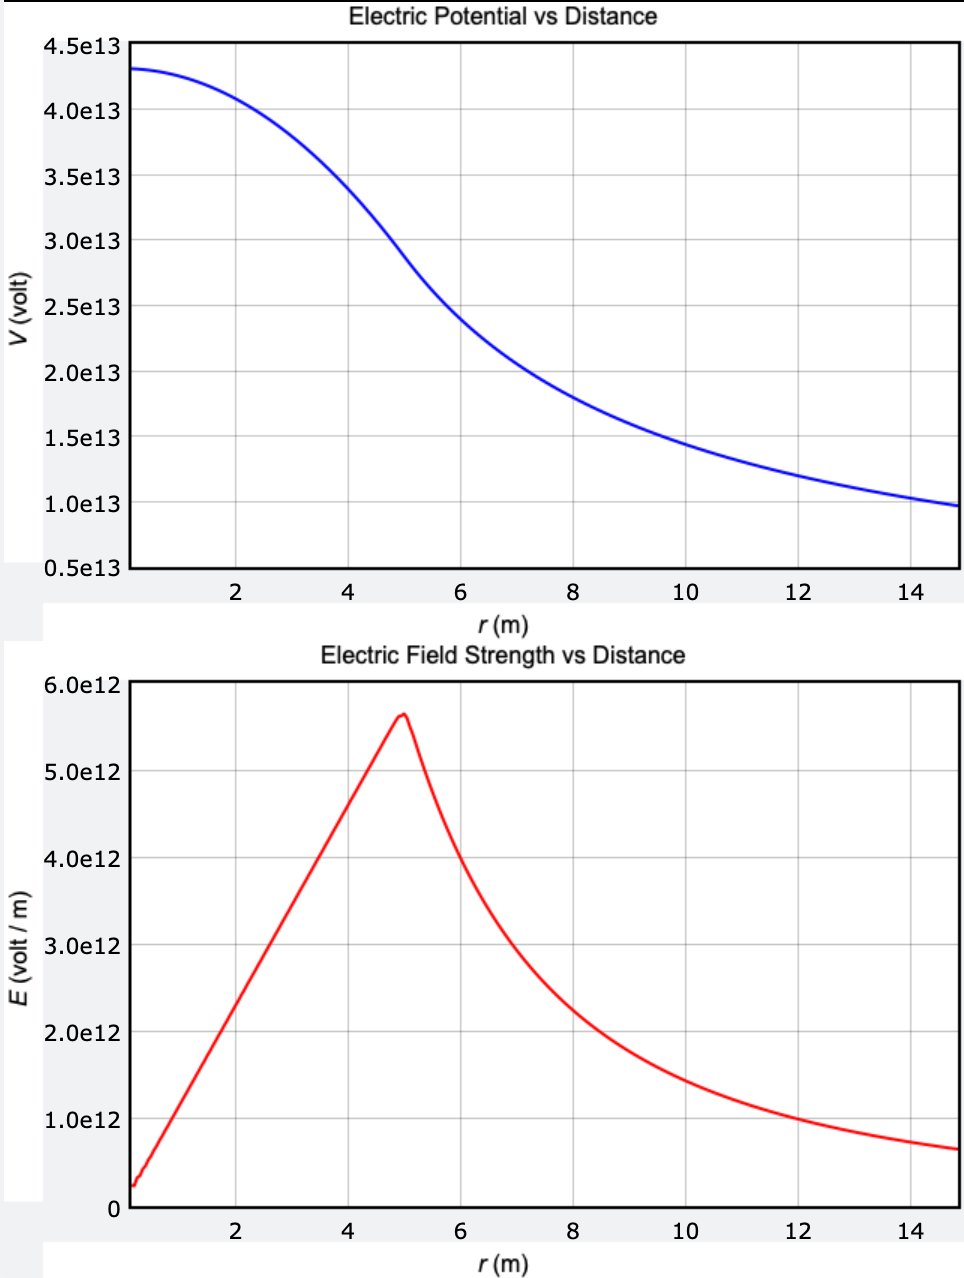 Electric Potential vs Distance
4.5e13
4.0e13
3.5e13
3.0e13
2.5e13
2.0e13
1.5e13
1.0e13
0.5e13
V (volt)
2 4 6 8 10 12 14
r (m)
Electric Field Strength vs Distance
6.0e12
5.0e12
4.0e12
3.0e12
2.0e12
1.0e12
0
E (volt / m)
2 4 6 8 10 12 14
r (m)